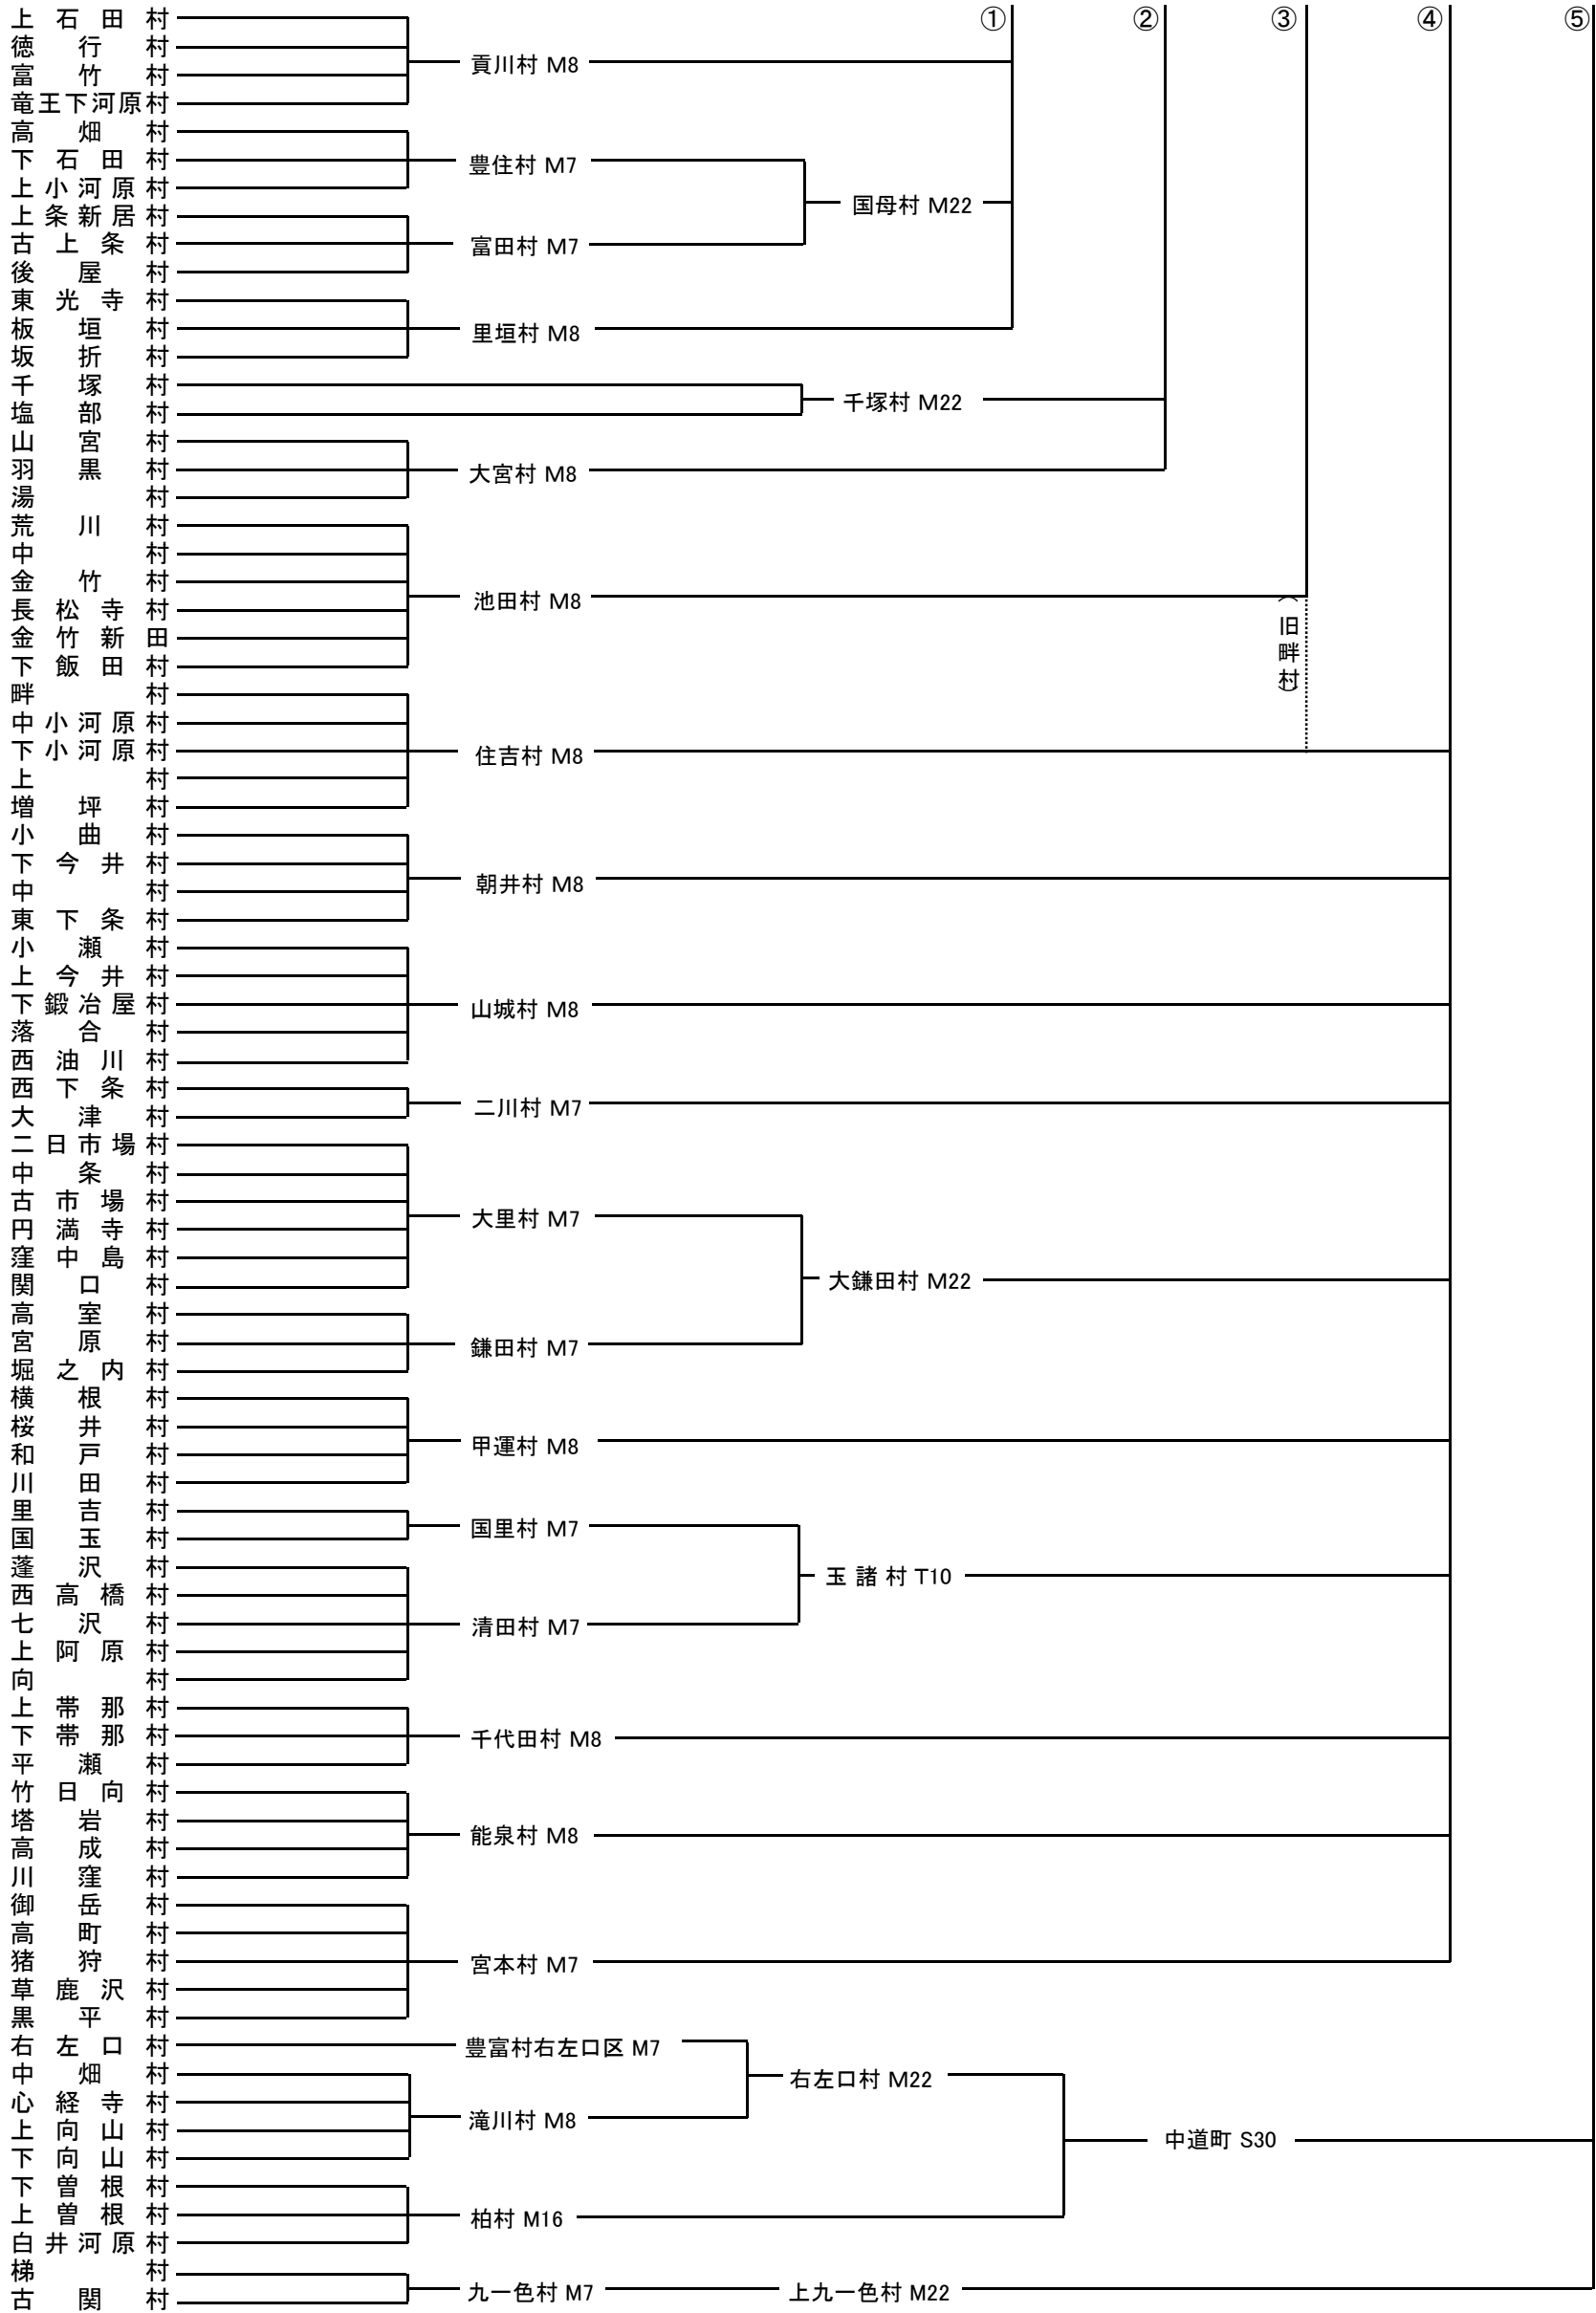 ① ② ③ ④ ⑤
上石田村
徳行村
富竹村
竜王下河原村
貢川村 M8
高畑村
下石田村
上小河原村
豊住村 M7
上条新居村
古上条村
後屋村
富田村 M7
国母村 M22
東光寺村
板垣村
坂折村
里垣村 M8
千塚村
塩部村
千塚村 M22
山宮村
羽黒村
湯村
大宮村 M8
荒川村
中村
金竹村
長松寺村
金竹新田
下飯田村
池田村 M8
(旧畔村)
畔村
中小河原村
下小河原村
上村
増坪村
住吉村 M8
小曲村
下今井村
中村
東下条村
朝井村 M8
小瀬村
上今井村
下鍛冶屋村
落合村
西油川村
山城村 M8
西下条村
大津村
二川村 M7
二日市場村
中条村
古市場村
円満寺村
窪中島村
関口村
大里村 M7
高室村
宮原村
堀之内村
鎌田村 M7
大鎌田村 M22
横根村
桜井村
和戸村
川田村
甲運村 M8
里吉村
国玉村
国里村 M7
蓬沢村
西高橋村
七沢村
上阿原村
向村
清田村 M7
玉諸村 T10
上帯那村
下帯那村
平瀬村
千代田村 M8
竹日向村
塔岩村
高成村
川窪村
能泉村 M8
御岳村
高町村
猪狩村
草鹿沢村
黒平村
宮本村 M7
右左口村
豊富村右左口区 M7
中畑村
心経寺村
上向山村
下向山村
滝川村 M8
右左口村 M22
下曽根村
上曽根村
白井河原村
柏村 M16
中道町 S30
梯村
古関村
九一色村 M7
上九一色村 M22